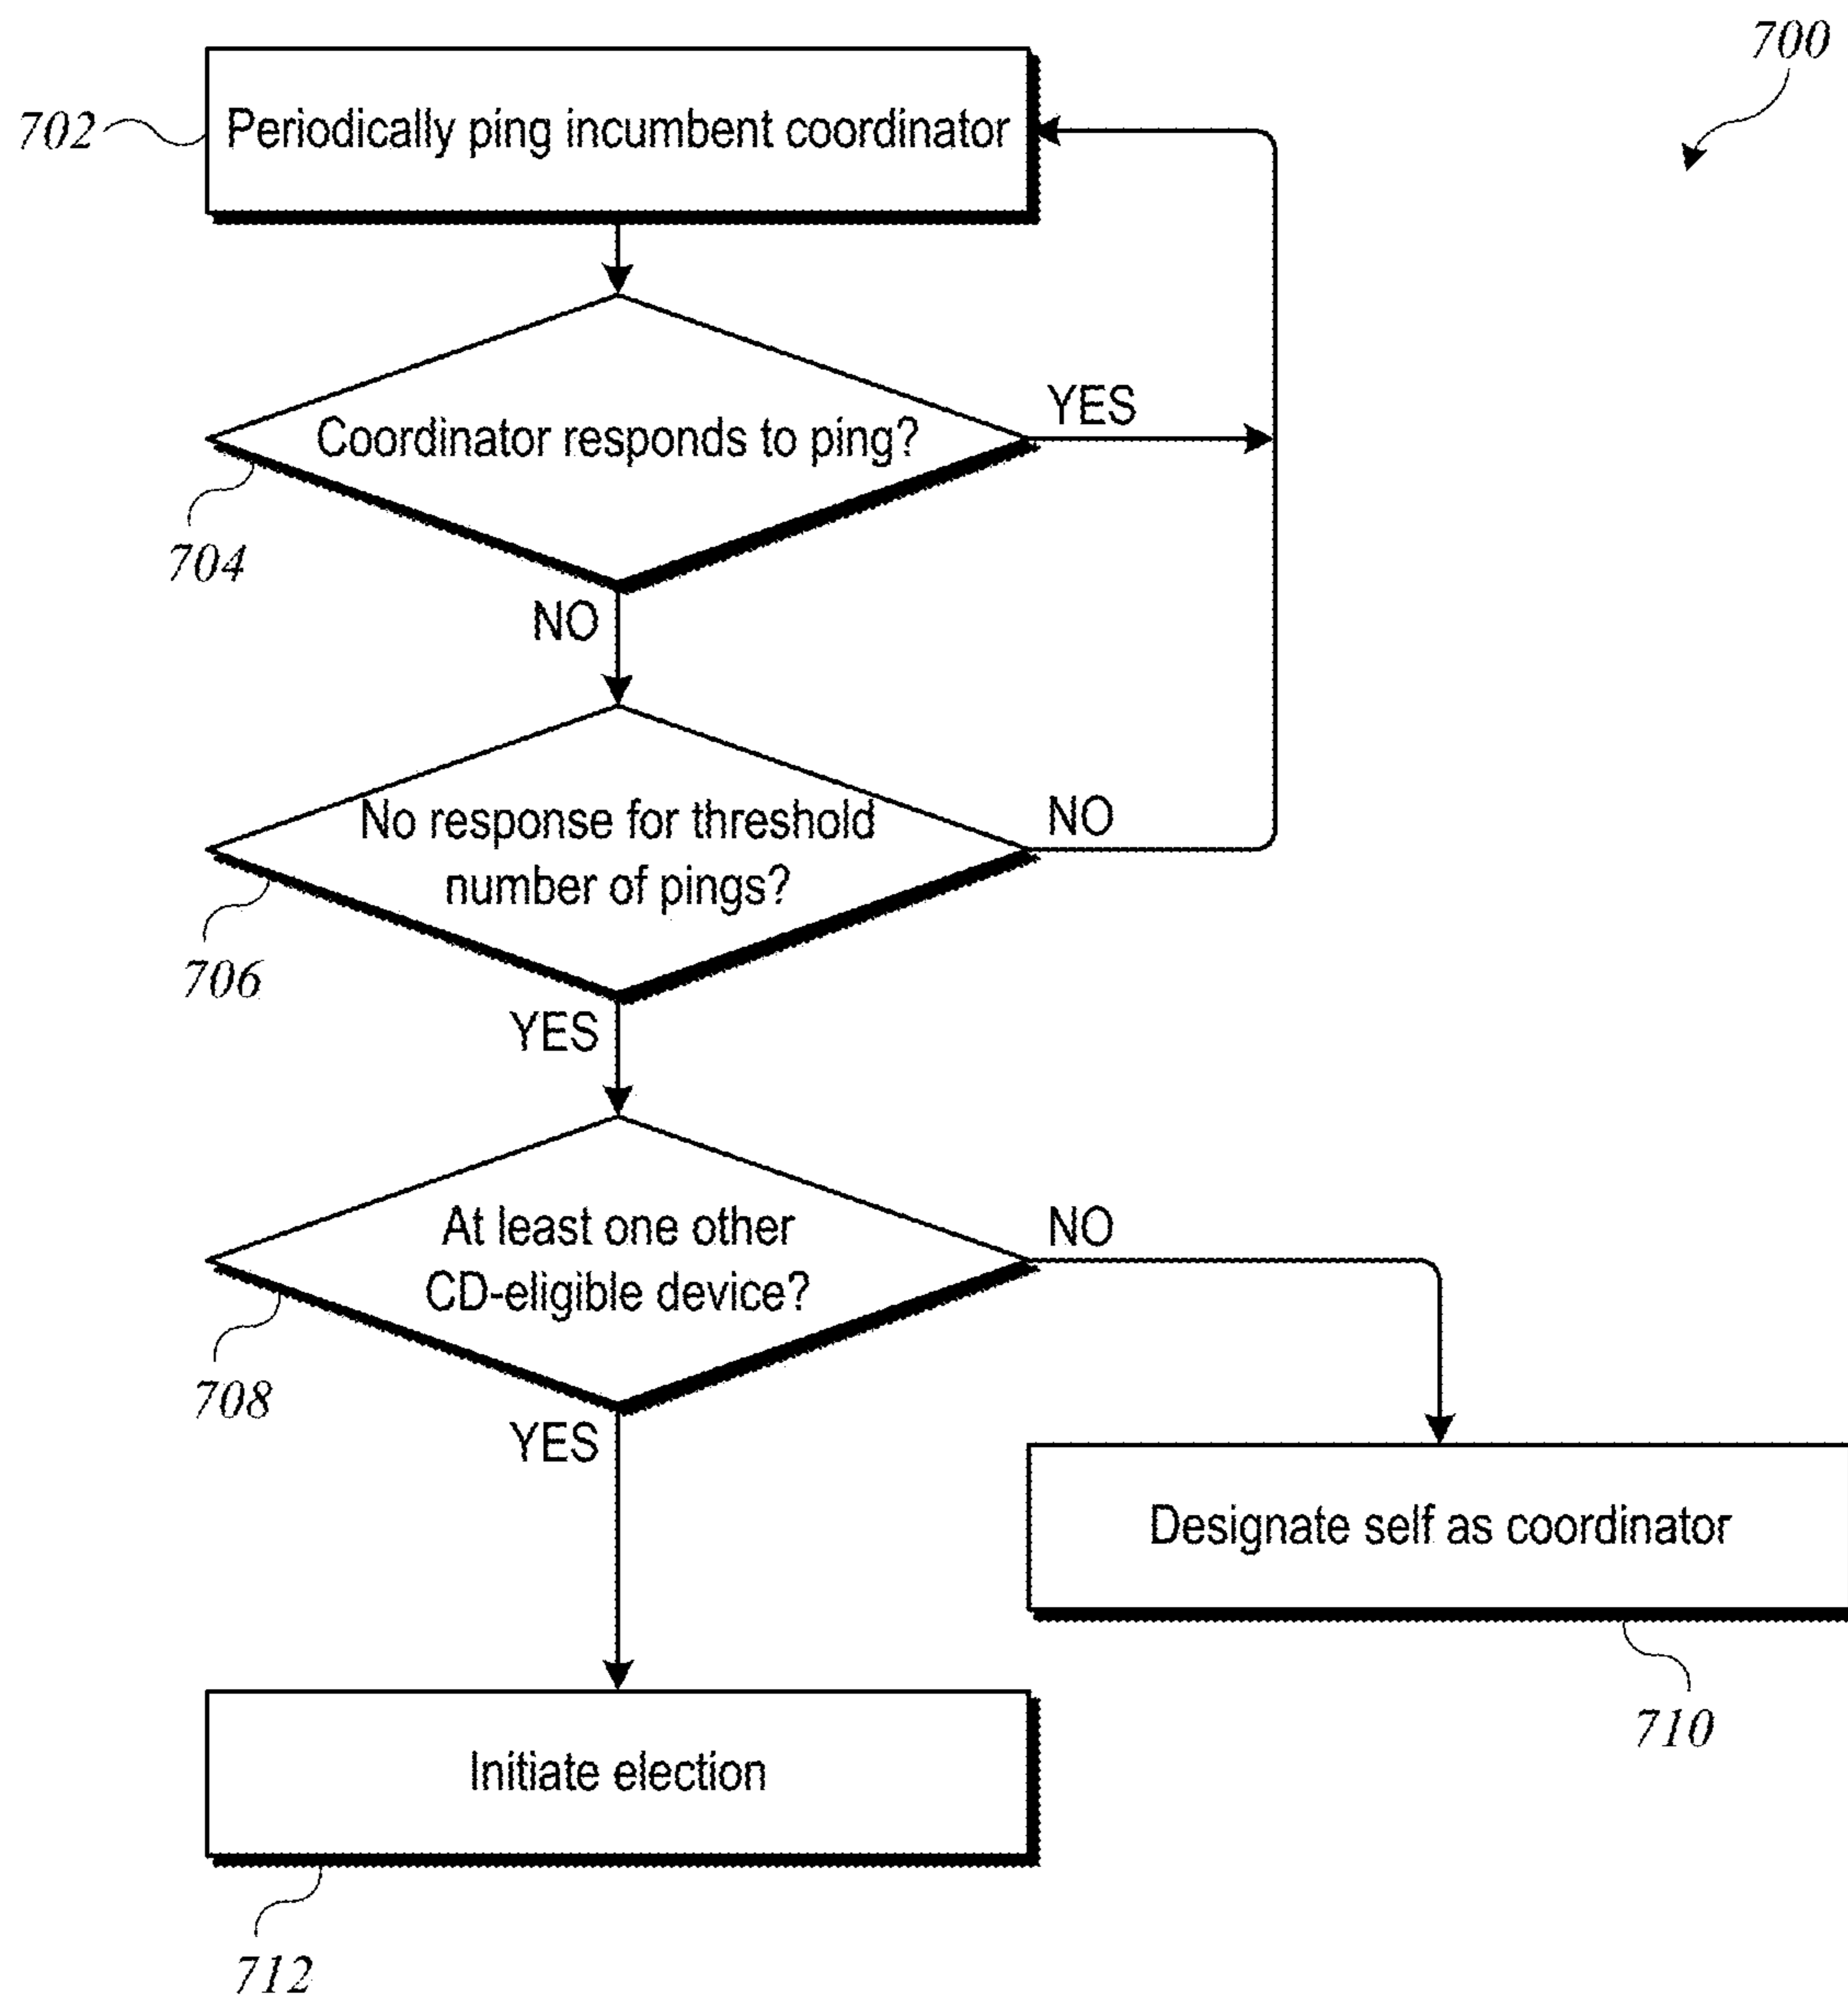 700
702
Periodically ping incumbent coordinator
Coordinator responds to ping?
YES
704
NO
No response for threshold
number of pings?
NO
706
YES
At least one other
CD-eligible device?
NO
708
YES
Designate self as coordinator
710
Initiate election
712